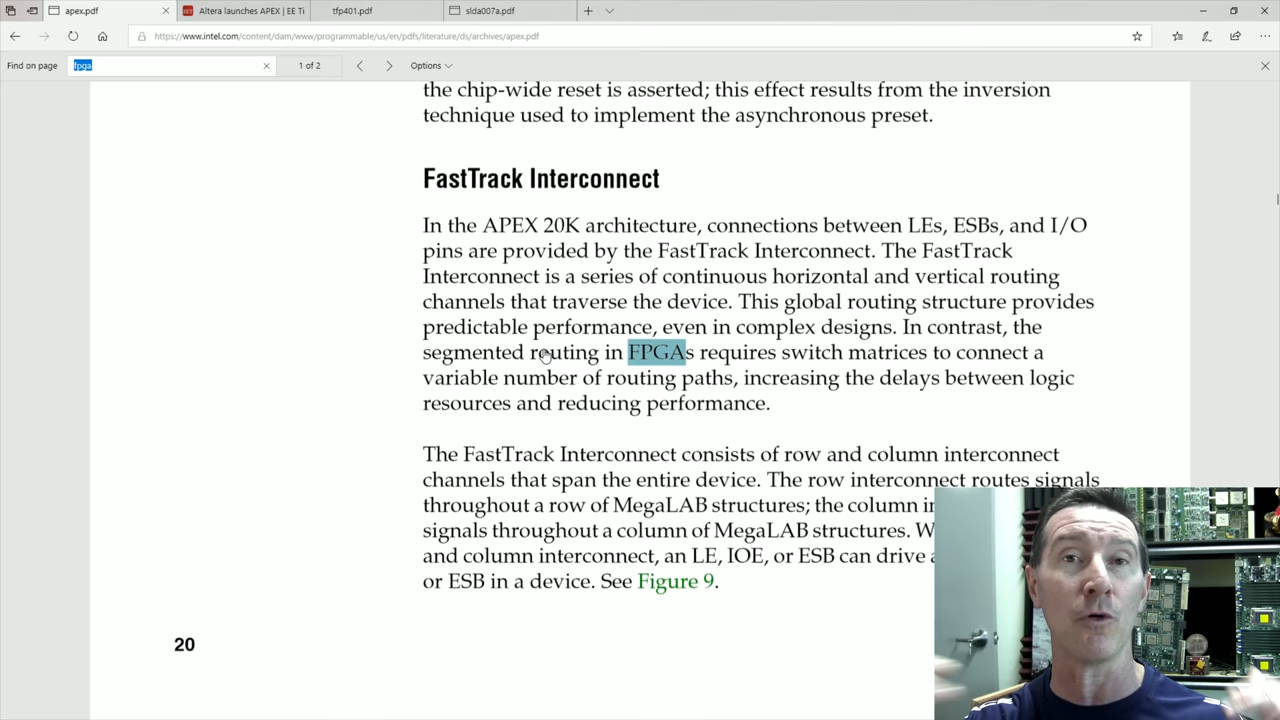 apex.pdf
Altera launches APEX | EE Ti
tfp401.pdf
slda007a.pdf
https://www.intel.com/content/dam/www/programmable/us/en/pdfs/literature/ds/archives/apex.pdf
Find on page
fpga
1 of 2
Options
the chip-wide reset is asserted; this effect results from the inversion
technique used to implement the asynchronous preset.
FastTrack Interconnect
In the APEX 20K architecture, connections between LEs, ESBs, and I/O
pins are provided by the FastTrack Interconnect. The FastTrack
Interconnect is a series of continuous horizontal and vertical routing
channels that traverse the device. This global routing structure provides
predictable performance, even in complex designs. In contrast, the
segmented routing in FPGAs requires switch matrices to connect a
variable number of routing paths, increasing the delays between logic
resources and reducing performance.
The FastTrack Interconnect consists of row and column interconnect
channels that span the entire device. The row interconnect routes signals
throughout a row of MegaLAB structures; the column in
signals throughout a column of MegaLAB structures. W
and column interconnect, an LE, IOE, or ESB can drive a
or ESB in a device. See Figure 9.
20